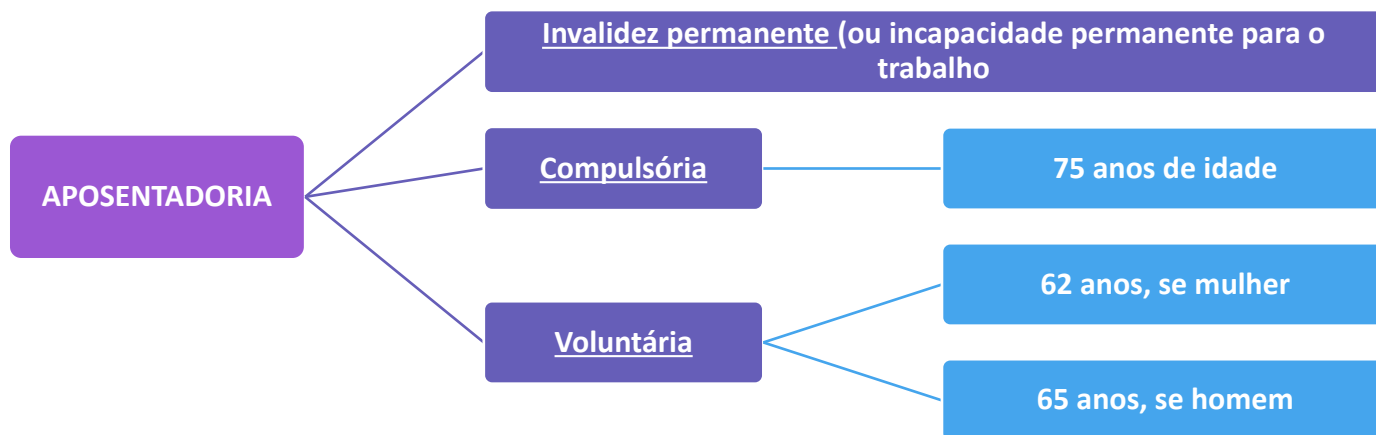 Invalidez permanente (ou incapacidade permanente para o
trabalho
APOSENTADORIA
Compulsória
75 anos de idade
Voluntária
62 anos, se mulher
65 anos, se homem